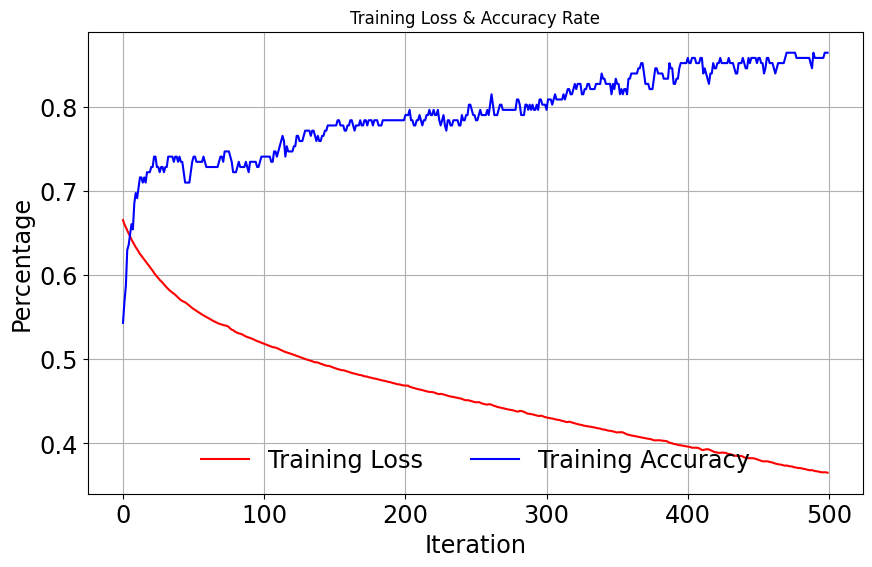 Training Loss & Accuracy Rate
Percentage
0.8
0.7
0.6
0.5
0.4
Training Loss
Training Accuracy
0 100 200 300 400 500
Iteration